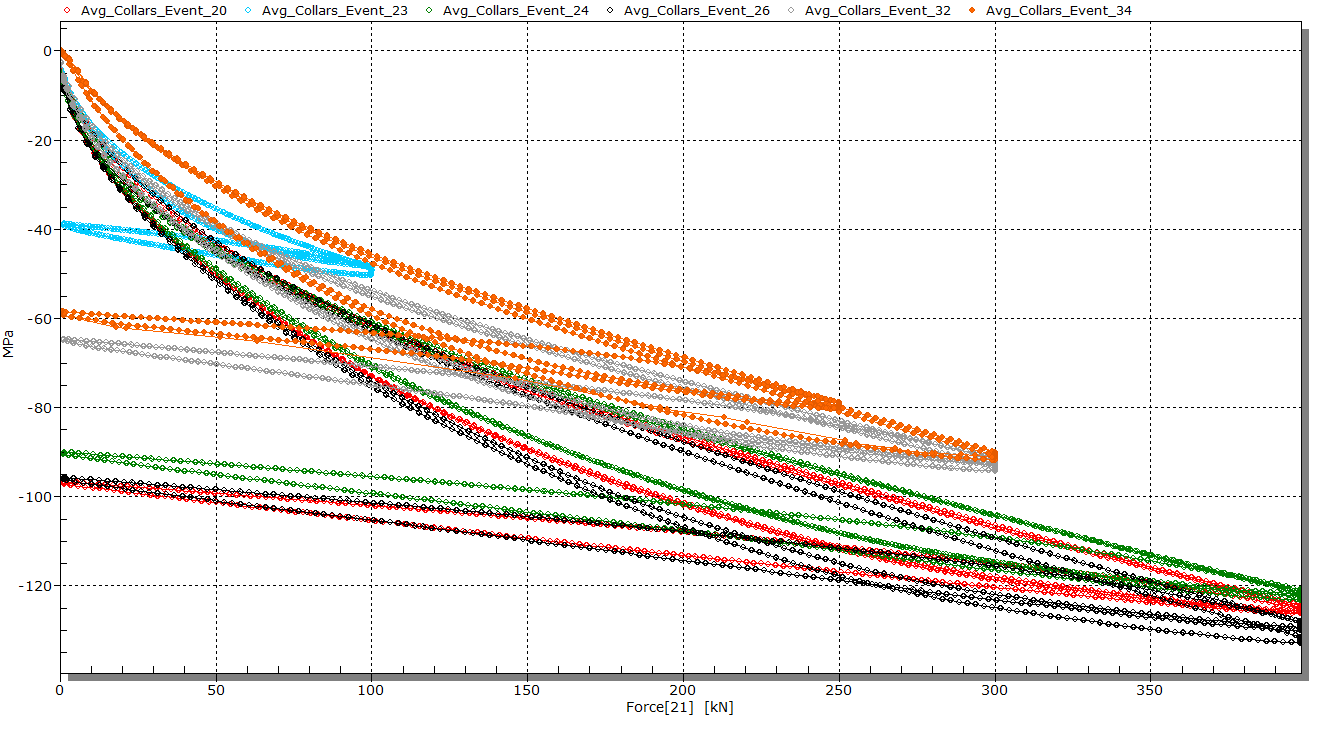 Avg_Collars_Event_20 Avg_Collars_Event_23 Avg_Collars_Event_24 Avg_Collars_Event_26 Avg_Collars_Event_32 Avg_Collars_Event_34
0
-20
-40
-60
MPa
-80
-100
-120
0 50 100 150 200 250 300 350
Force[21] [kN]